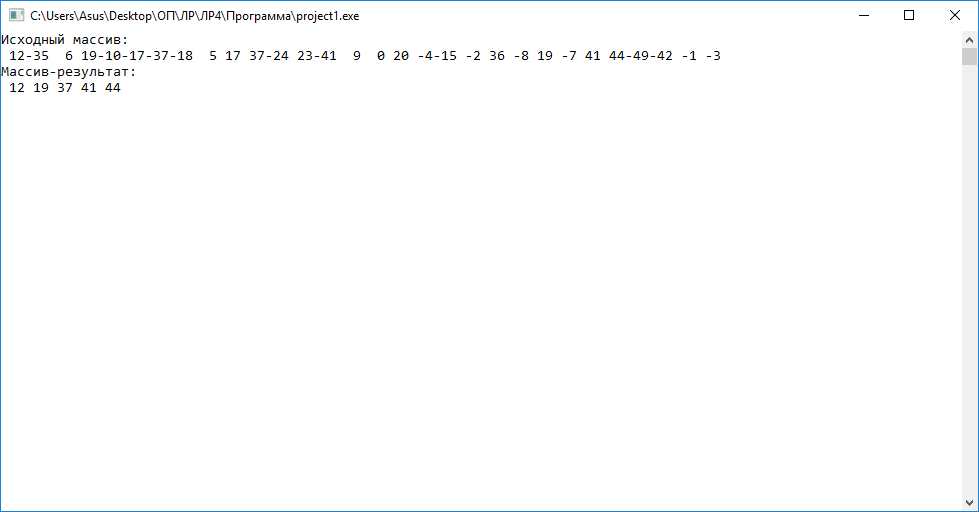 C:\Users\Asus\Desktop\ОП\ЛР\ЛР4\Программа\project1.exe
Исходный массив:
 12-35  6 19-10-17-37-18  5 17 37-24 23-41  9  0 20 -4-15 -2 36 -8 19 -7 41 44-49-42 -1 -3
Массив-результат:
 12 19 37 41 44